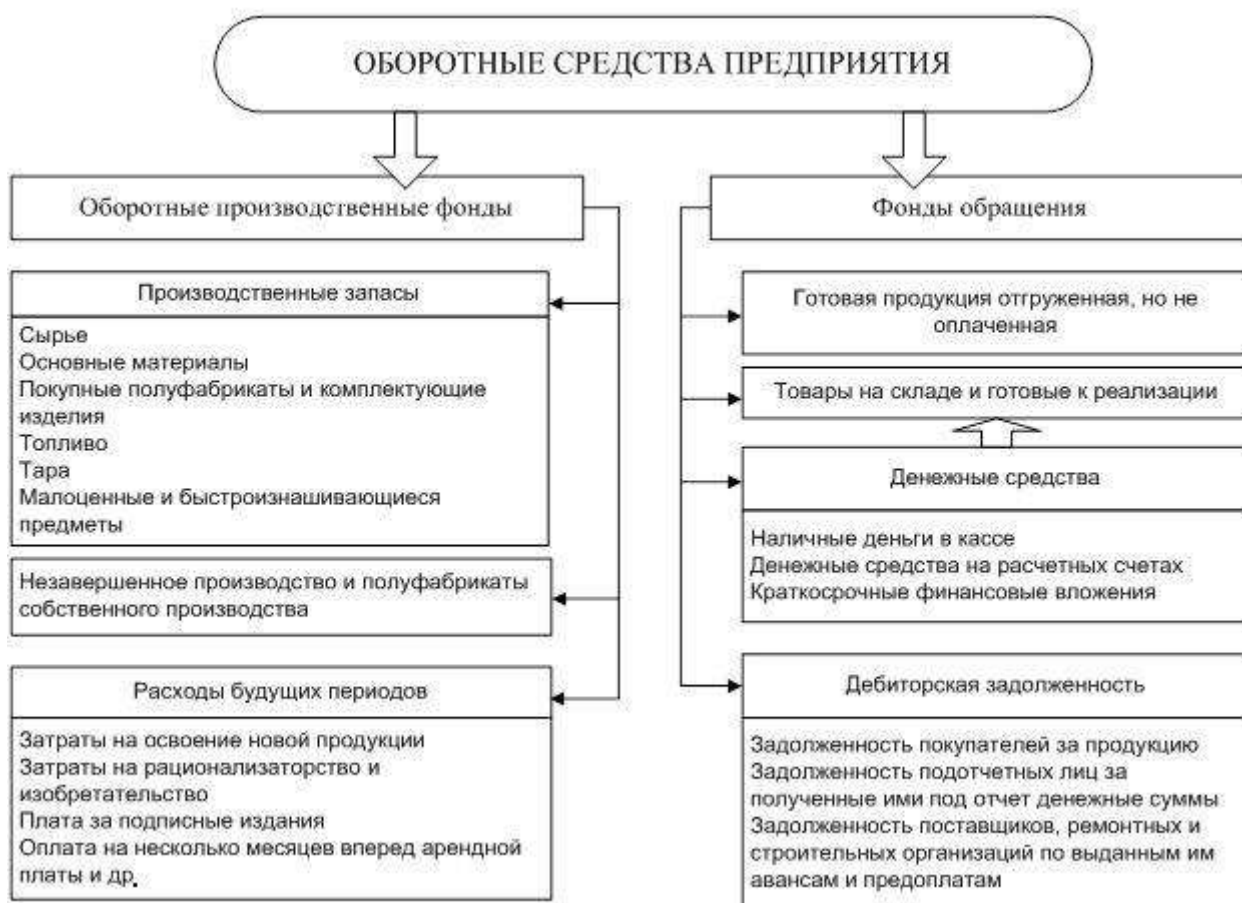 ОБОРОТНЫЕ СРЕДСТВА ПРЕДПРИЯТИЯ
Оборотные производственные фонды
Производственные запасы
Сырье
Основные материалы
Покупные полуфабрикаты и комплектующие
изделия
Топливо
Тара
Малоценные и быстроизнашивающиеся
предметы
Незавершенное производство и полуфабрикаты
собственного производства
Расходы будущих периодов
Затраты на освоение новой продукции
Затраты на рационализаторство и
изобретательство
Плата за подписные издания
Оплата на несколько месяцев вперед арендной
платы и др.
Фонды обращения
Готовая продукция отгруженная, но не
оплаченная
Товары на складе и готовые к реализации
Денежные средства
Наличные деньги в кассе
Денежные средства на расчетных счетах
Краткосрочные финансовые вложения
Дебиторская задолженность
Задолженность покупателей за продукцию
Задолженность подотчетных лиц за
полученные ими под отчет денежные суммы
Задолженность поставщиков, ремонтных и
строительных организаций по выданным им
авансам и предоплатам